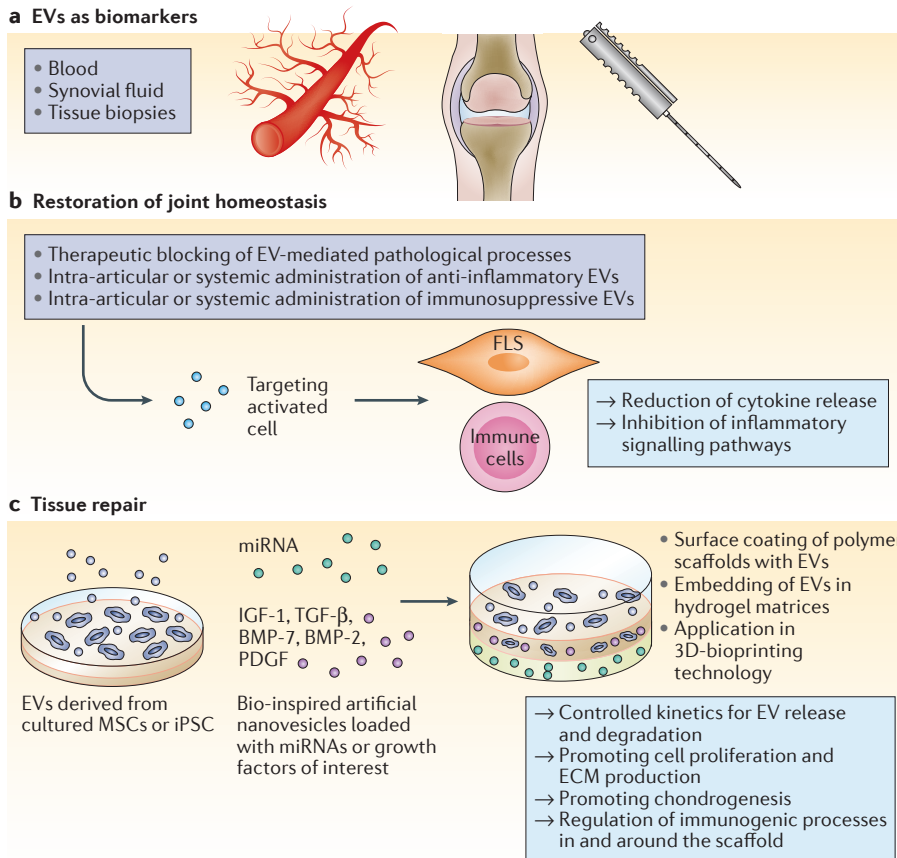 a EVs as biomarkers
• Blood
• Synovial fluid
• Tissue biopsies
b Restoration of joint homeostasis
• Therapeutic blocking of EV-mediated pathological processes
• Intra-articular or systemic administration of anti-inflammatory EVs
• Intra-articular or systemic administration of immunosuppressive EVs
Targeting
activated
cell
FLS
Immune
cells
→ Reduction of cytokine release
→ Inhibition of inflammatory
signalling pathways
c Tissue repair
EVs derived from
cultured MSCs or iPSC
miRNA
IGF-1, TGF-β,
BMP-7, BMP-2,
PDGF
Bio-inspired artificial
nanovesicles loaded
with miRNAs or growth
factors of interest
• Surface coating of polymer
scaffolds with EVs
• Embedding of EVs in
hydrogel matrices
• Application in
3D-bioprinting
technology
→ Controlled kinetics for EV release
and degradation
→ Promoting cell proliferation and
ECM production
→ Promoting chondrogenesis
→ Regulation of immunogenic processes
in and around the scaffold